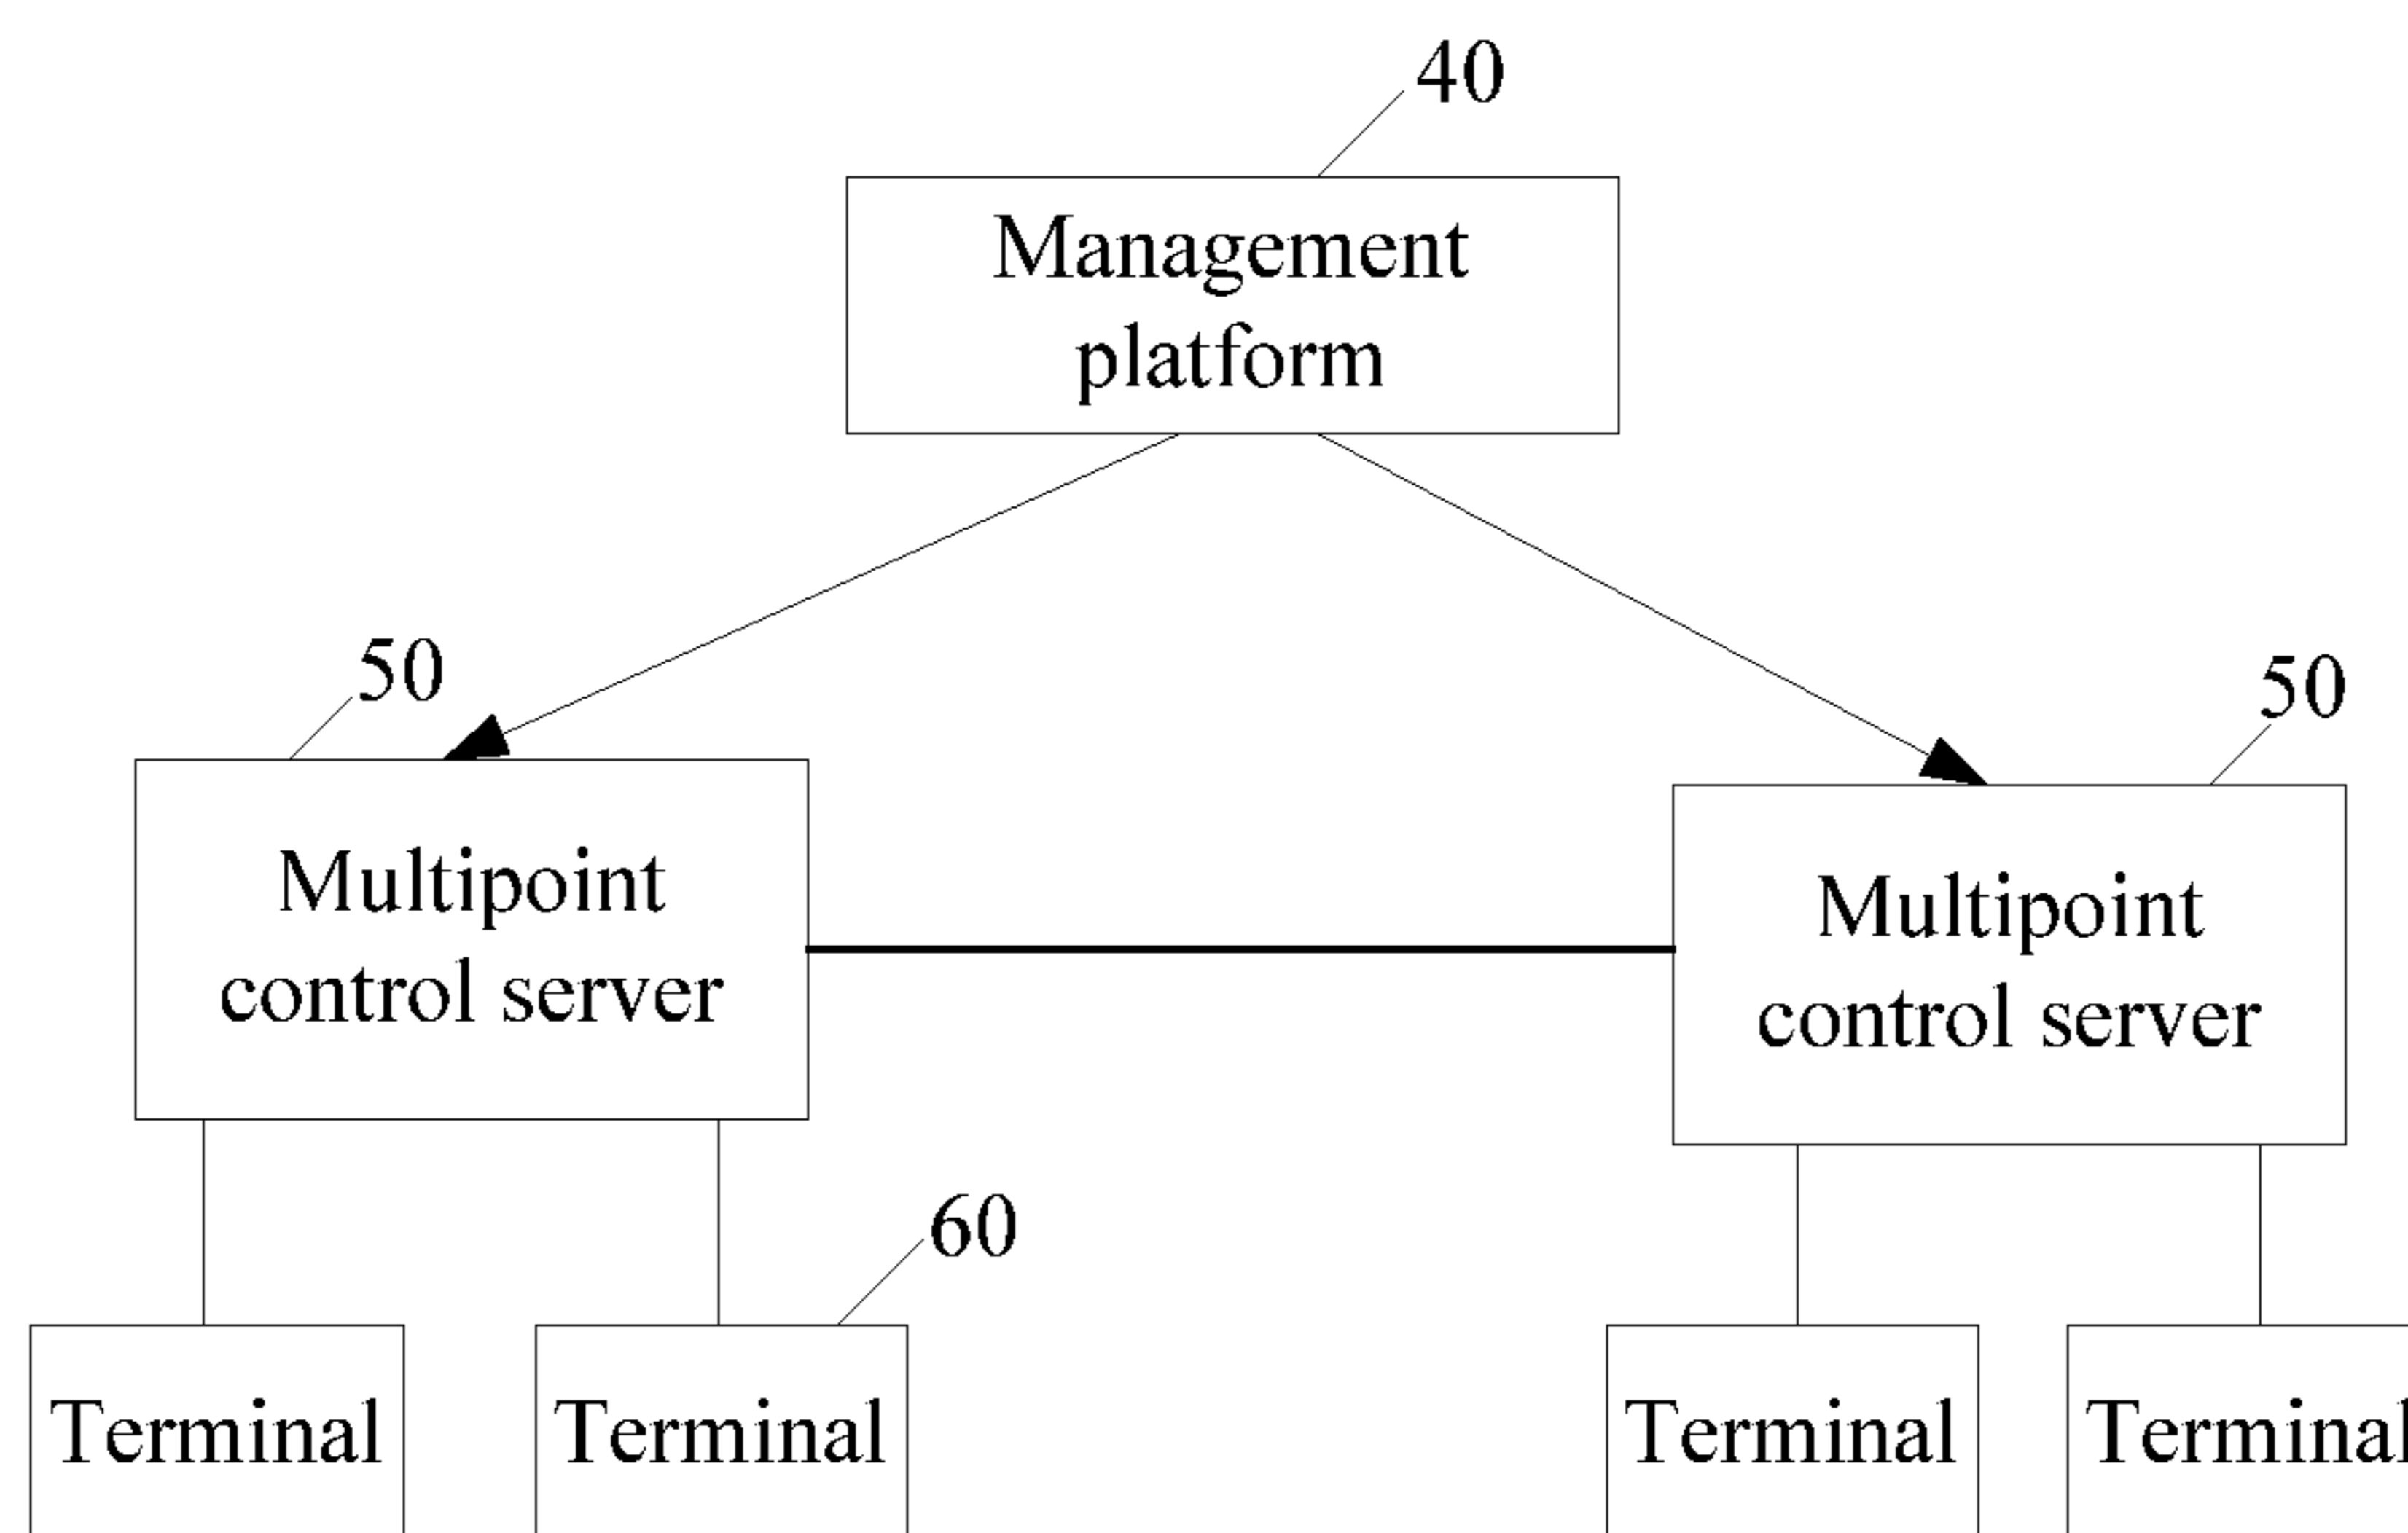 40
Management
platform
50
50
Multipoint
control server
Multipoint
control server
60
Terminal
Terminal
Terminal
Terminal